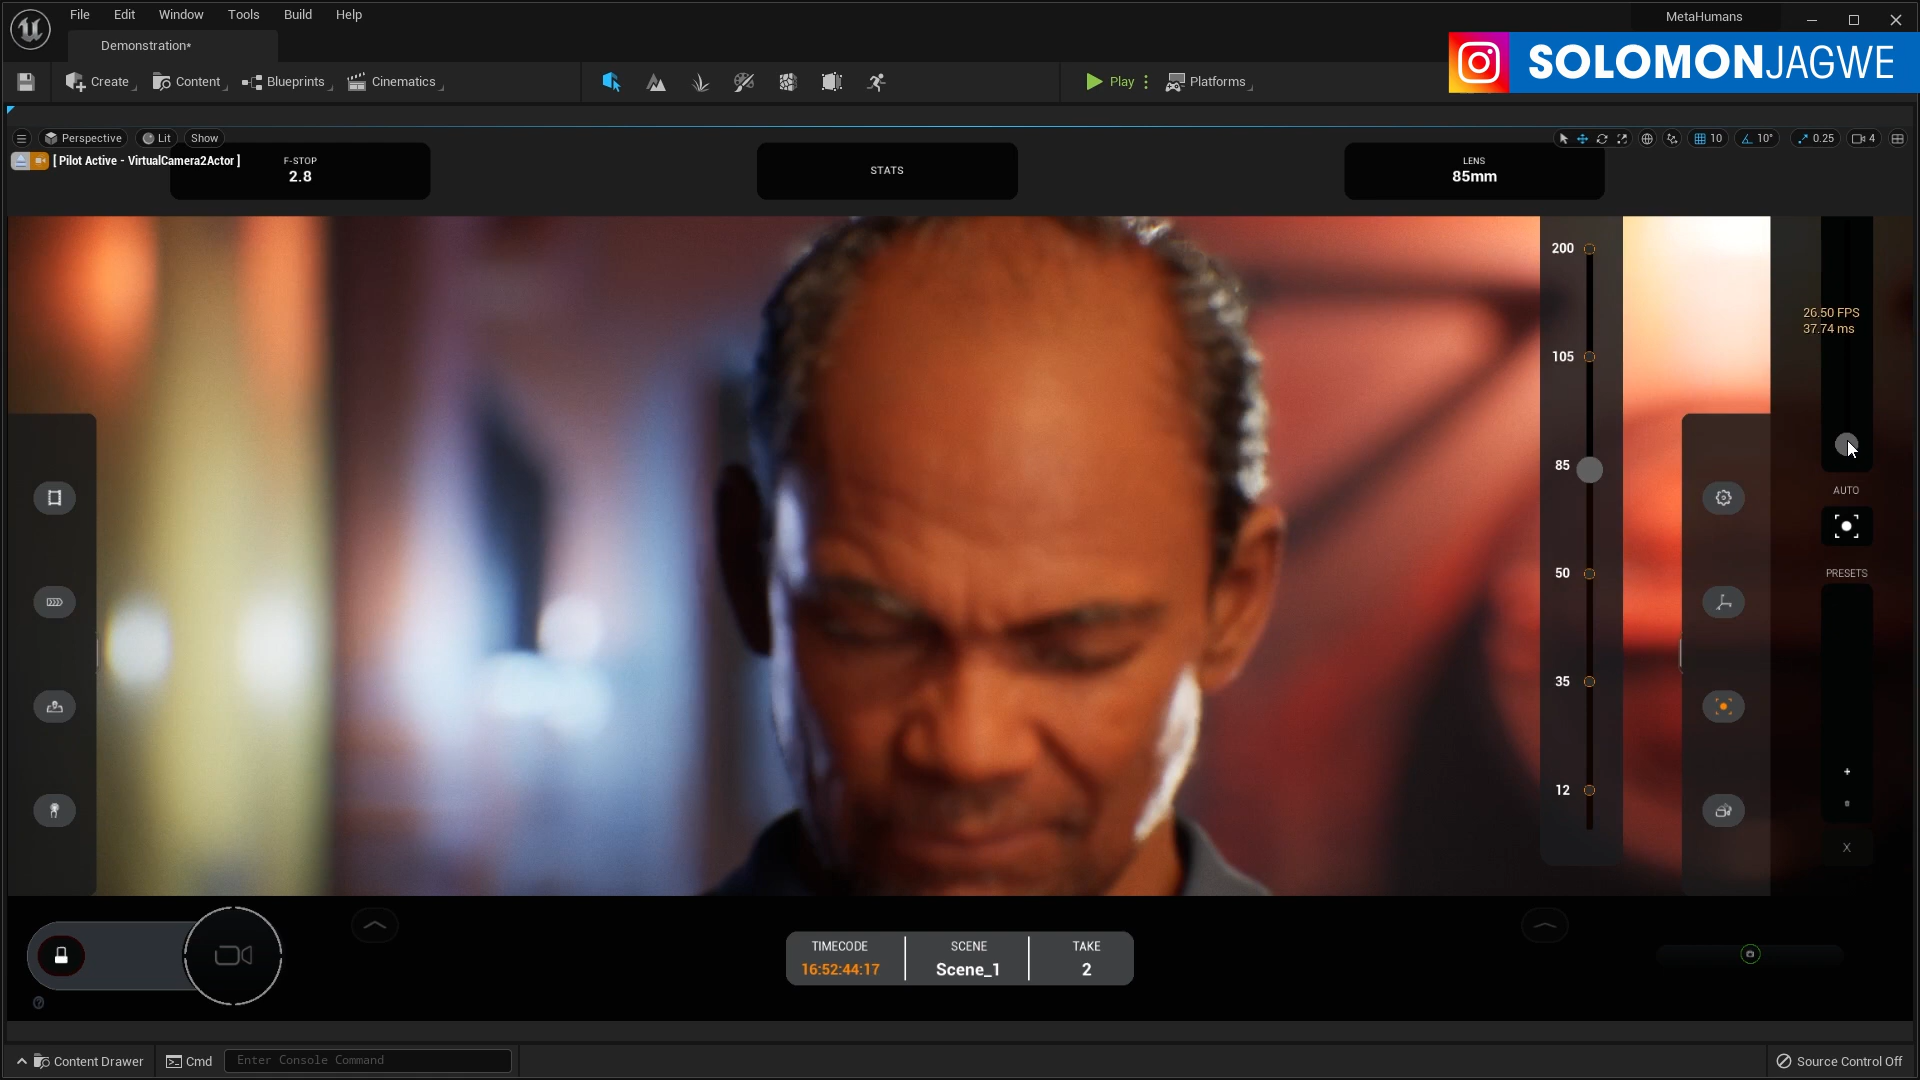 File Edit Window Tools Build Help
MetaHumans
Demonstration*
SOLOMONJAGWE
Create Content Blueprints Cinematics Play Platforms
Perspective Lit Show
10 10° 0.25 4
[ Pilot Active - VirtualCamera2Actor ]
F-STOP
2.8
STATS
LENS
85mm
200
105
85
50
35
12
26.50 FPS
37.74 ms
AUTO
PRESETS
+
X
TIMECODE SCENE TAKE
16:52:44:17 Scene_1 2
Content Drawer Cmd Enter Console Command Source Control Off